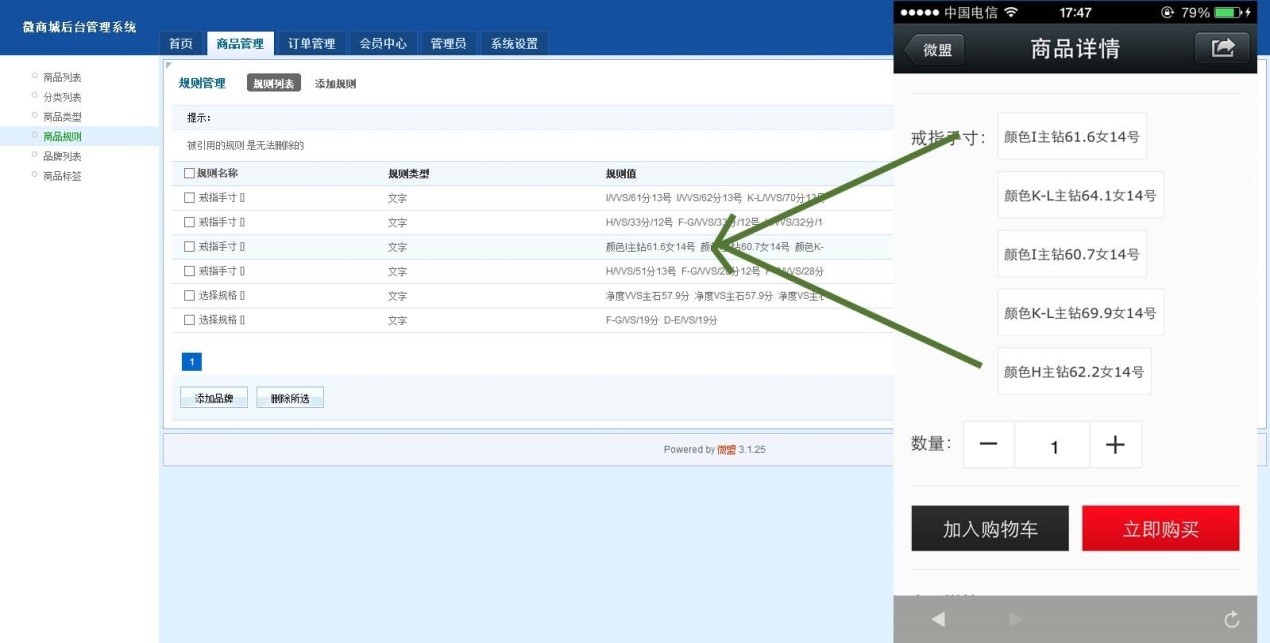 微商城后台管理系统
首页 商品管理 订单管理 会员中心 管理员 系统设置
商品列表
分类列表
商品类型
商品规则
品牌列表
商品标签
规则管理 规则列表 添加规则
提示：
被引用的规则 是无法删除的
规则名称 规则类型 规则值
戒指手寸 [] 文字 I/VVS/61分13号 I/VVS/62分13号 K-L/VVS/70分13号
戒指手寸 [] 文字 H/VS/33分/12号 F-G/VVS/33分/12号 /VVS/32分/1
戒指手寸 [] 文字 颜色I主钻61.6女14号 颜 钻60.7女14号 颜色K-
戒指手寸 [] 文字 H/VVS/51分13号 F-G/VVS/28分12号 /VVS/28分
选择规格 [] 文字 净度VVS主石57.9分 净度VS主石57.9分 净度VS主
选择规格 [] 文字 F-G/VS/19分 D-E/VS/19分
1
添加品牌 删除所选
Powered by 微盟 3.1.25
中国电信 17:47 79%
微盟 商品详情
戒指手寸：
颜色I主钻61.6女14号
颜色K-L主钻64.1女14号
颜色I主钻60.7女14号
颜色K-L主钻69.9女14号
颜色H主钻62.2女14号
数量： － 1 ＋
加入购物车 立即购买